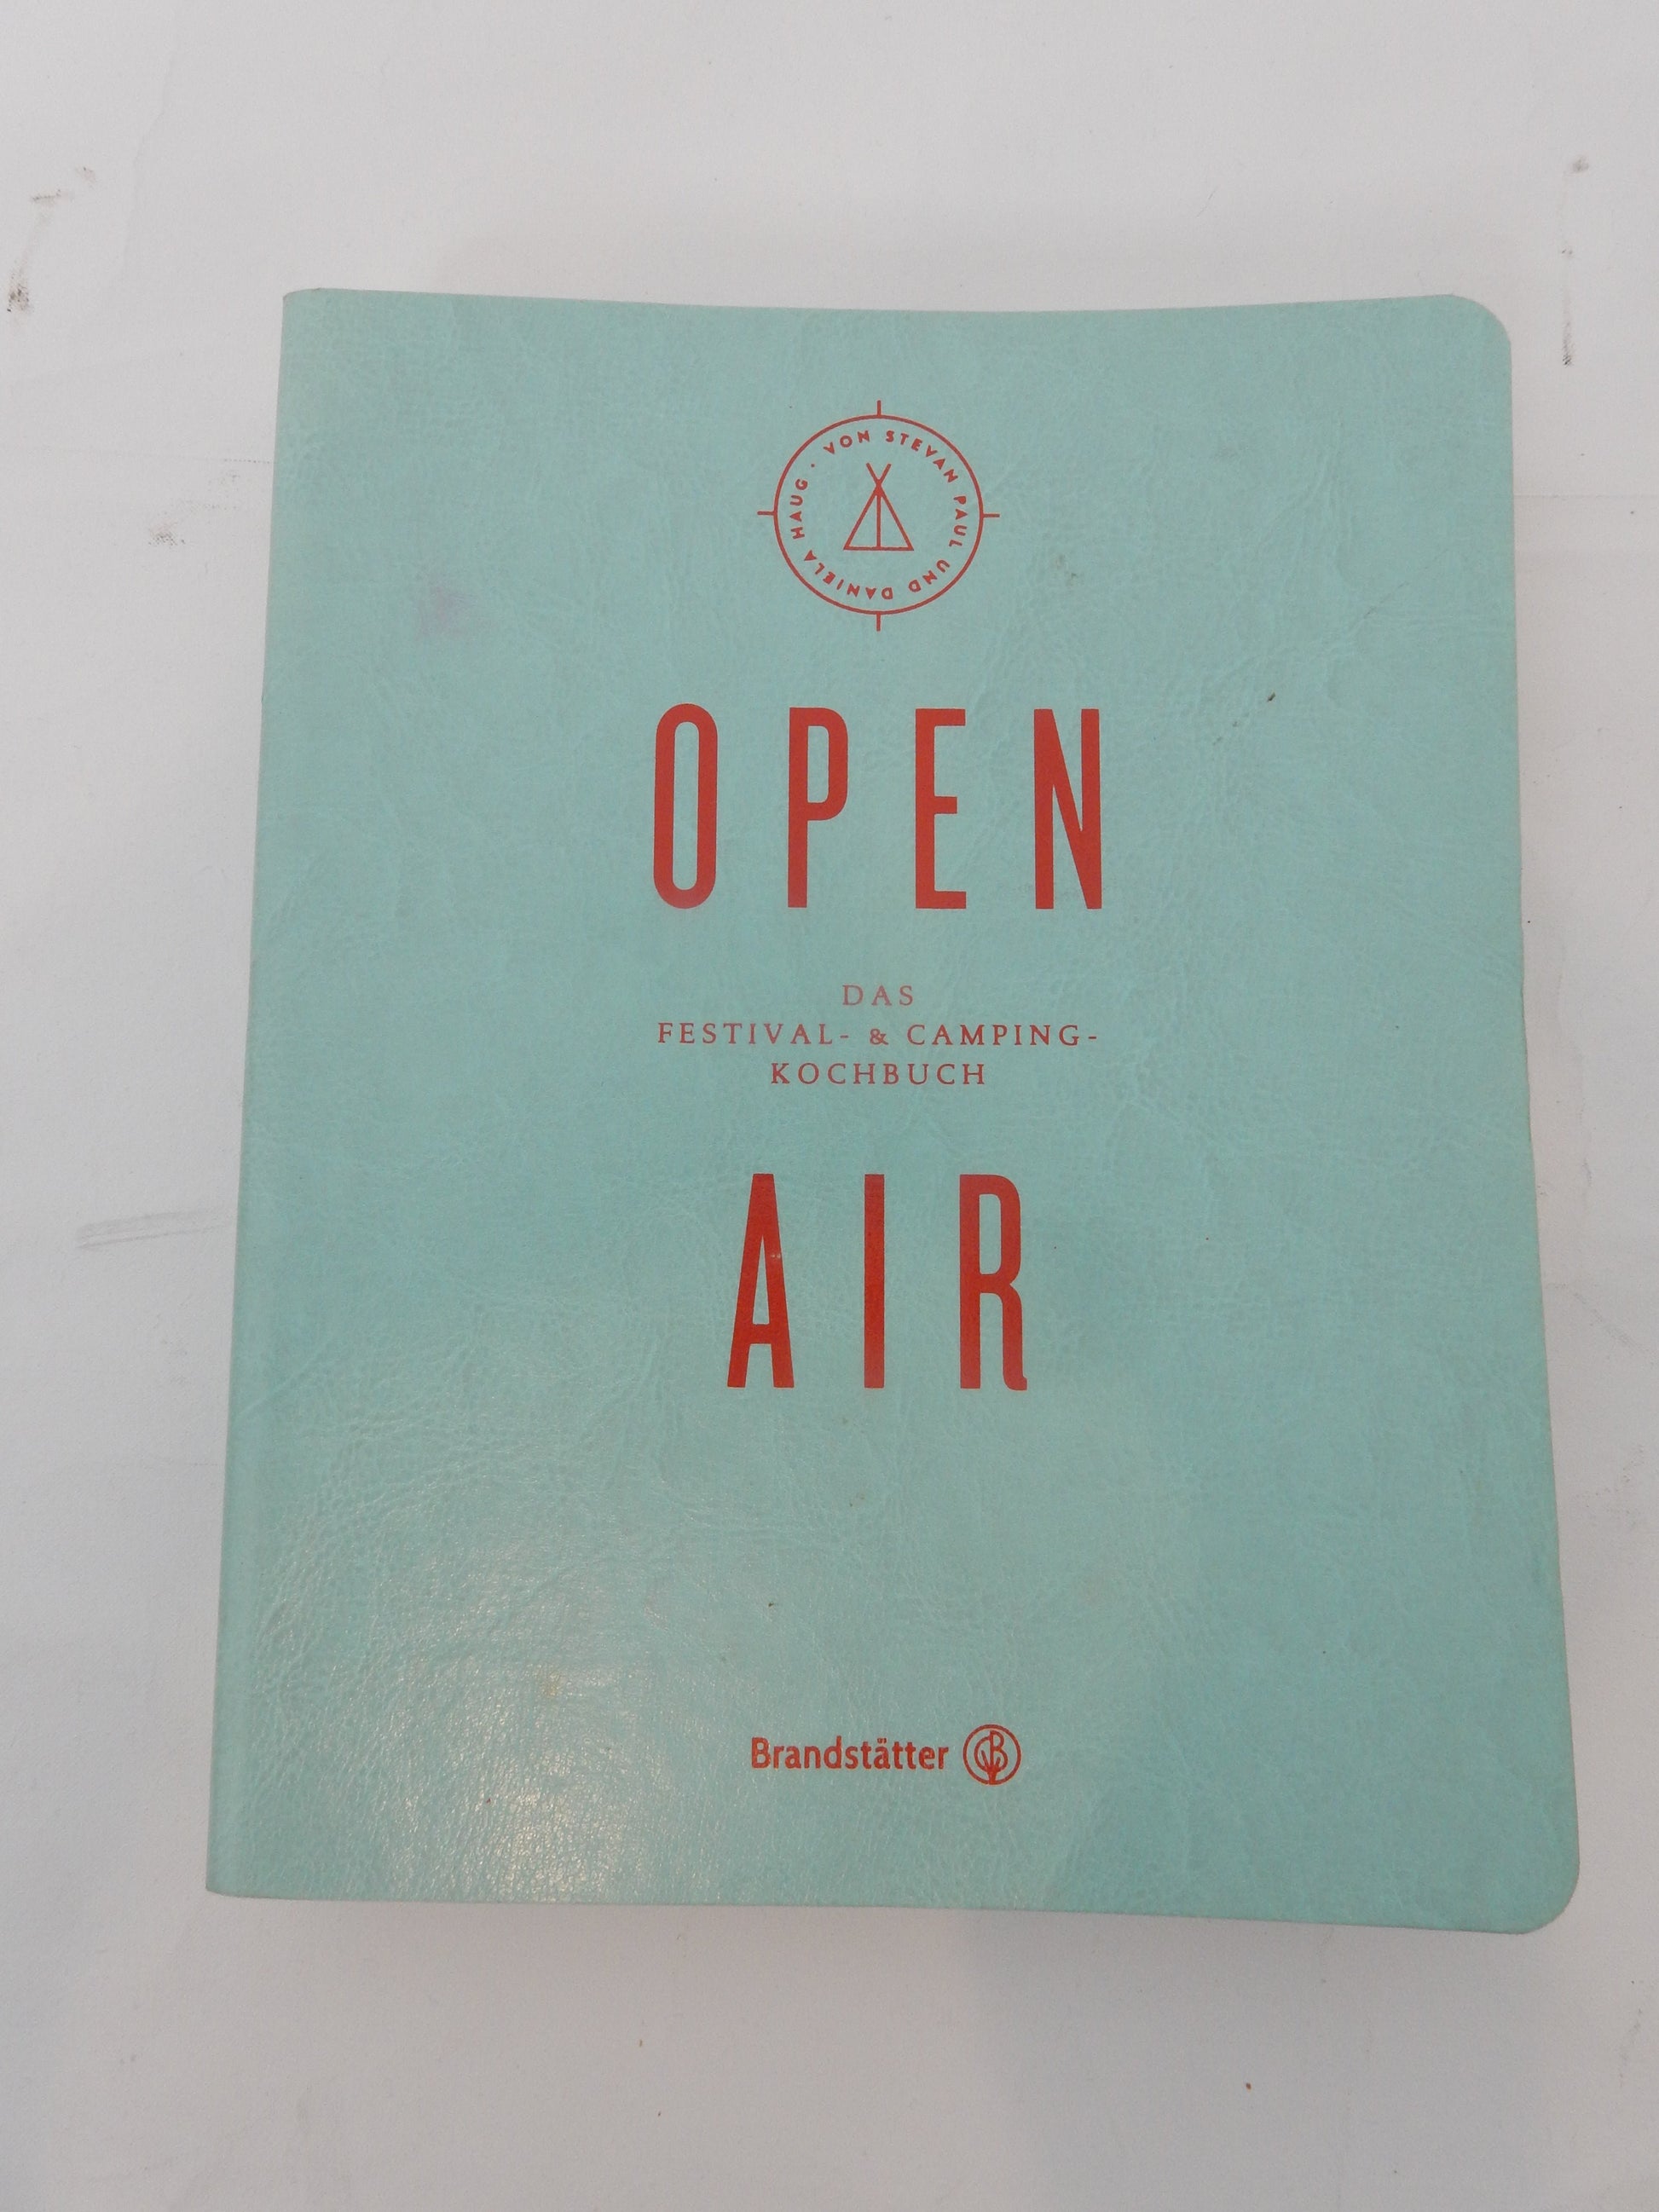 VON STEVAN PAUL UND DANIELA HAUG ·
OPEN
DAS
FESTIVAL- & CAMPING-
KOCHBUCH
AIR
Brandstätter